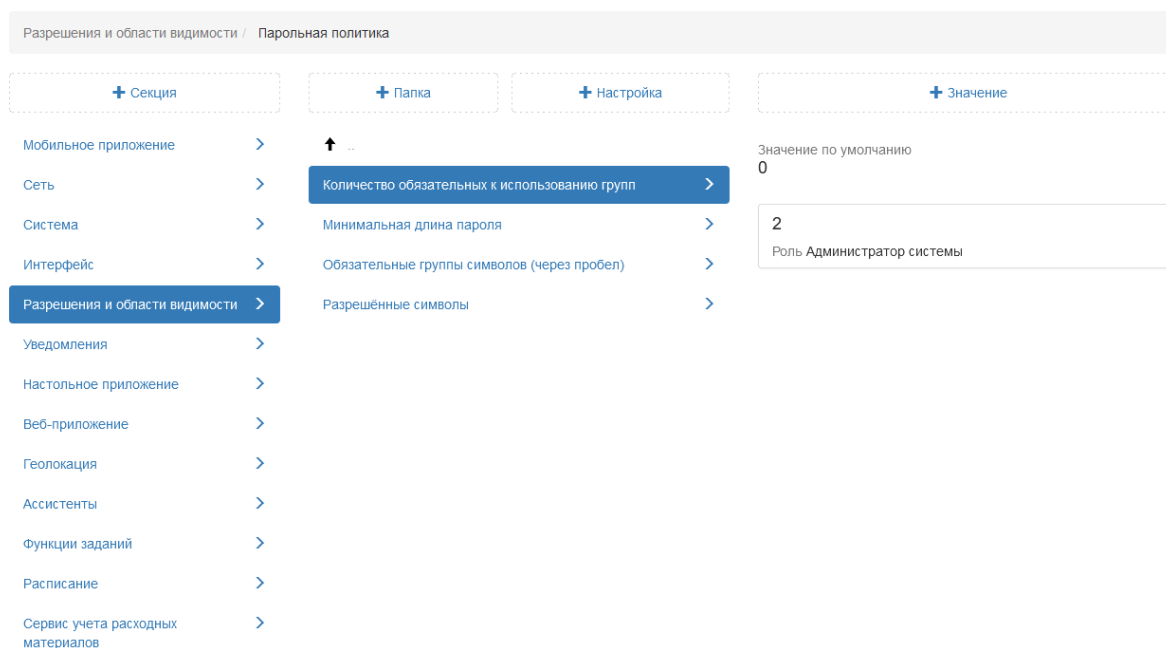 Разрешения и области видимости / Парольная политика
+ Секция
Мобильное приложение
Сеть
Система
Интерфейс
Разрешения и области видимости
Уведомления
Настольное приложение
Веб-приложение
Геолокация
Ассистенты
Функции заданий
Расписание
Сервис учета расходных
материалов
+ Папка
+ Настройка
..
Количество обязательных к использованию групп
Минимальная длина пароля
Обязательные группы символов (через пробел)
Разрешённые символы
+ Значение
Значение по умолчанию
0
2
Роль Администратор системы